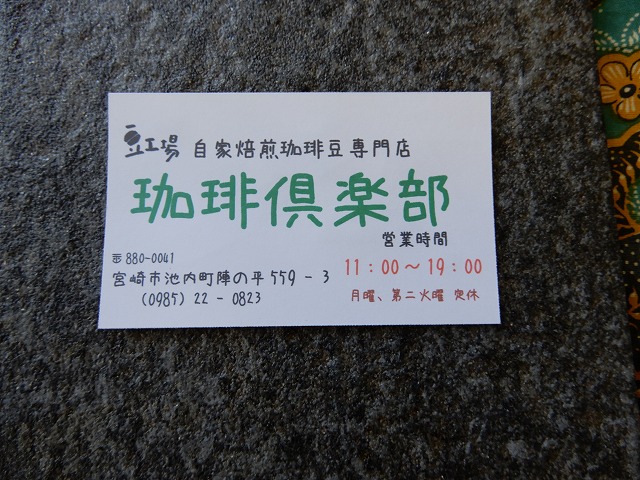 豆工場 自家焙煎珈琲豆専門店
珈琲倶楽部
営業時間
〒880-0041
宮崎市池内町陣の平559-3
(0985) 22-0823
11:00～19:00
月曜、第二火曜 定休